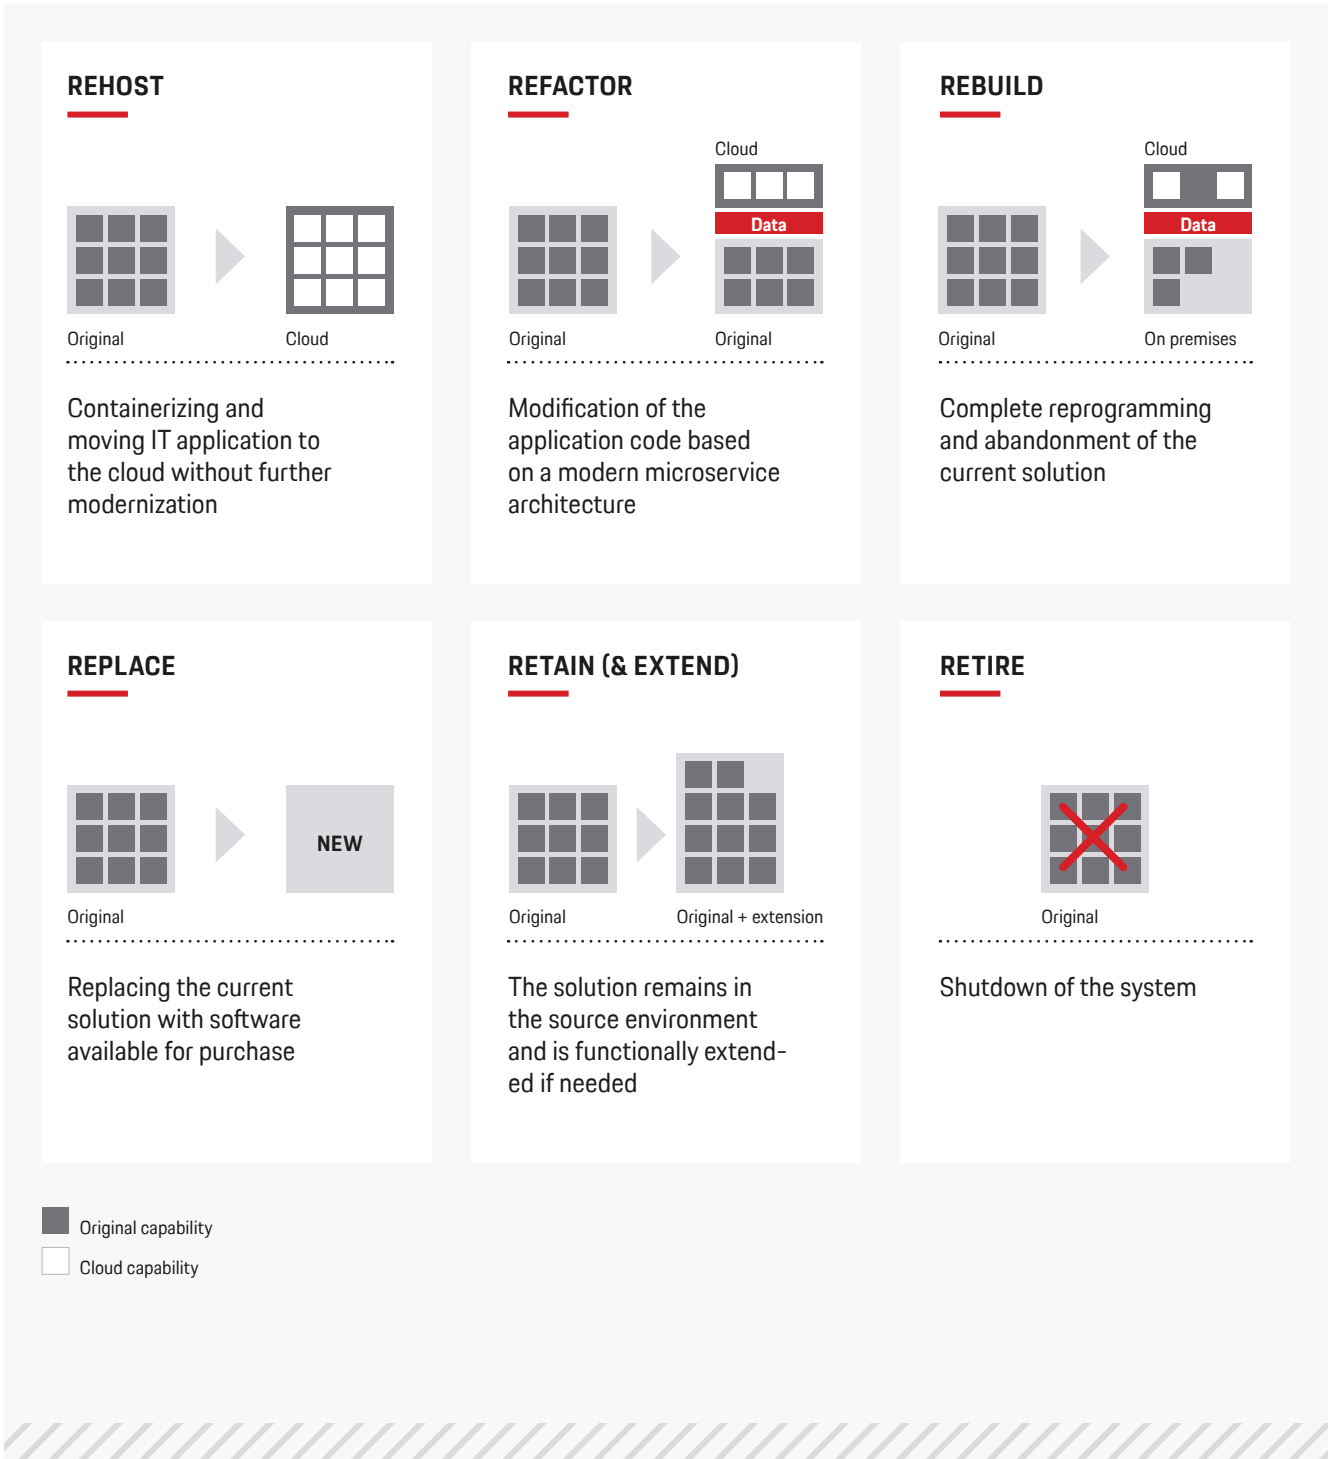 REHOST
Original
Cloud
Containerizing and
moving IT application to
the cloud without further
modernization
REFACTOR
Cloud
Data
Original
Original
Modification of the
application code based
on a modern microservice
architecture
REBUILD
Cloud
Data
Original
On premises
Complete reprogramming
and abandonment of the
current solution
REPLACE
NEW
Original
Replacing the current
solution with software
available for purchase
RETAIN (& EXTEND)
Original
Original + extension
The solution remains in
the source environment
and is functionally extend-
ed if needed
RETIRE
Original
Shutdown of the system
Original capability
Cloud capability